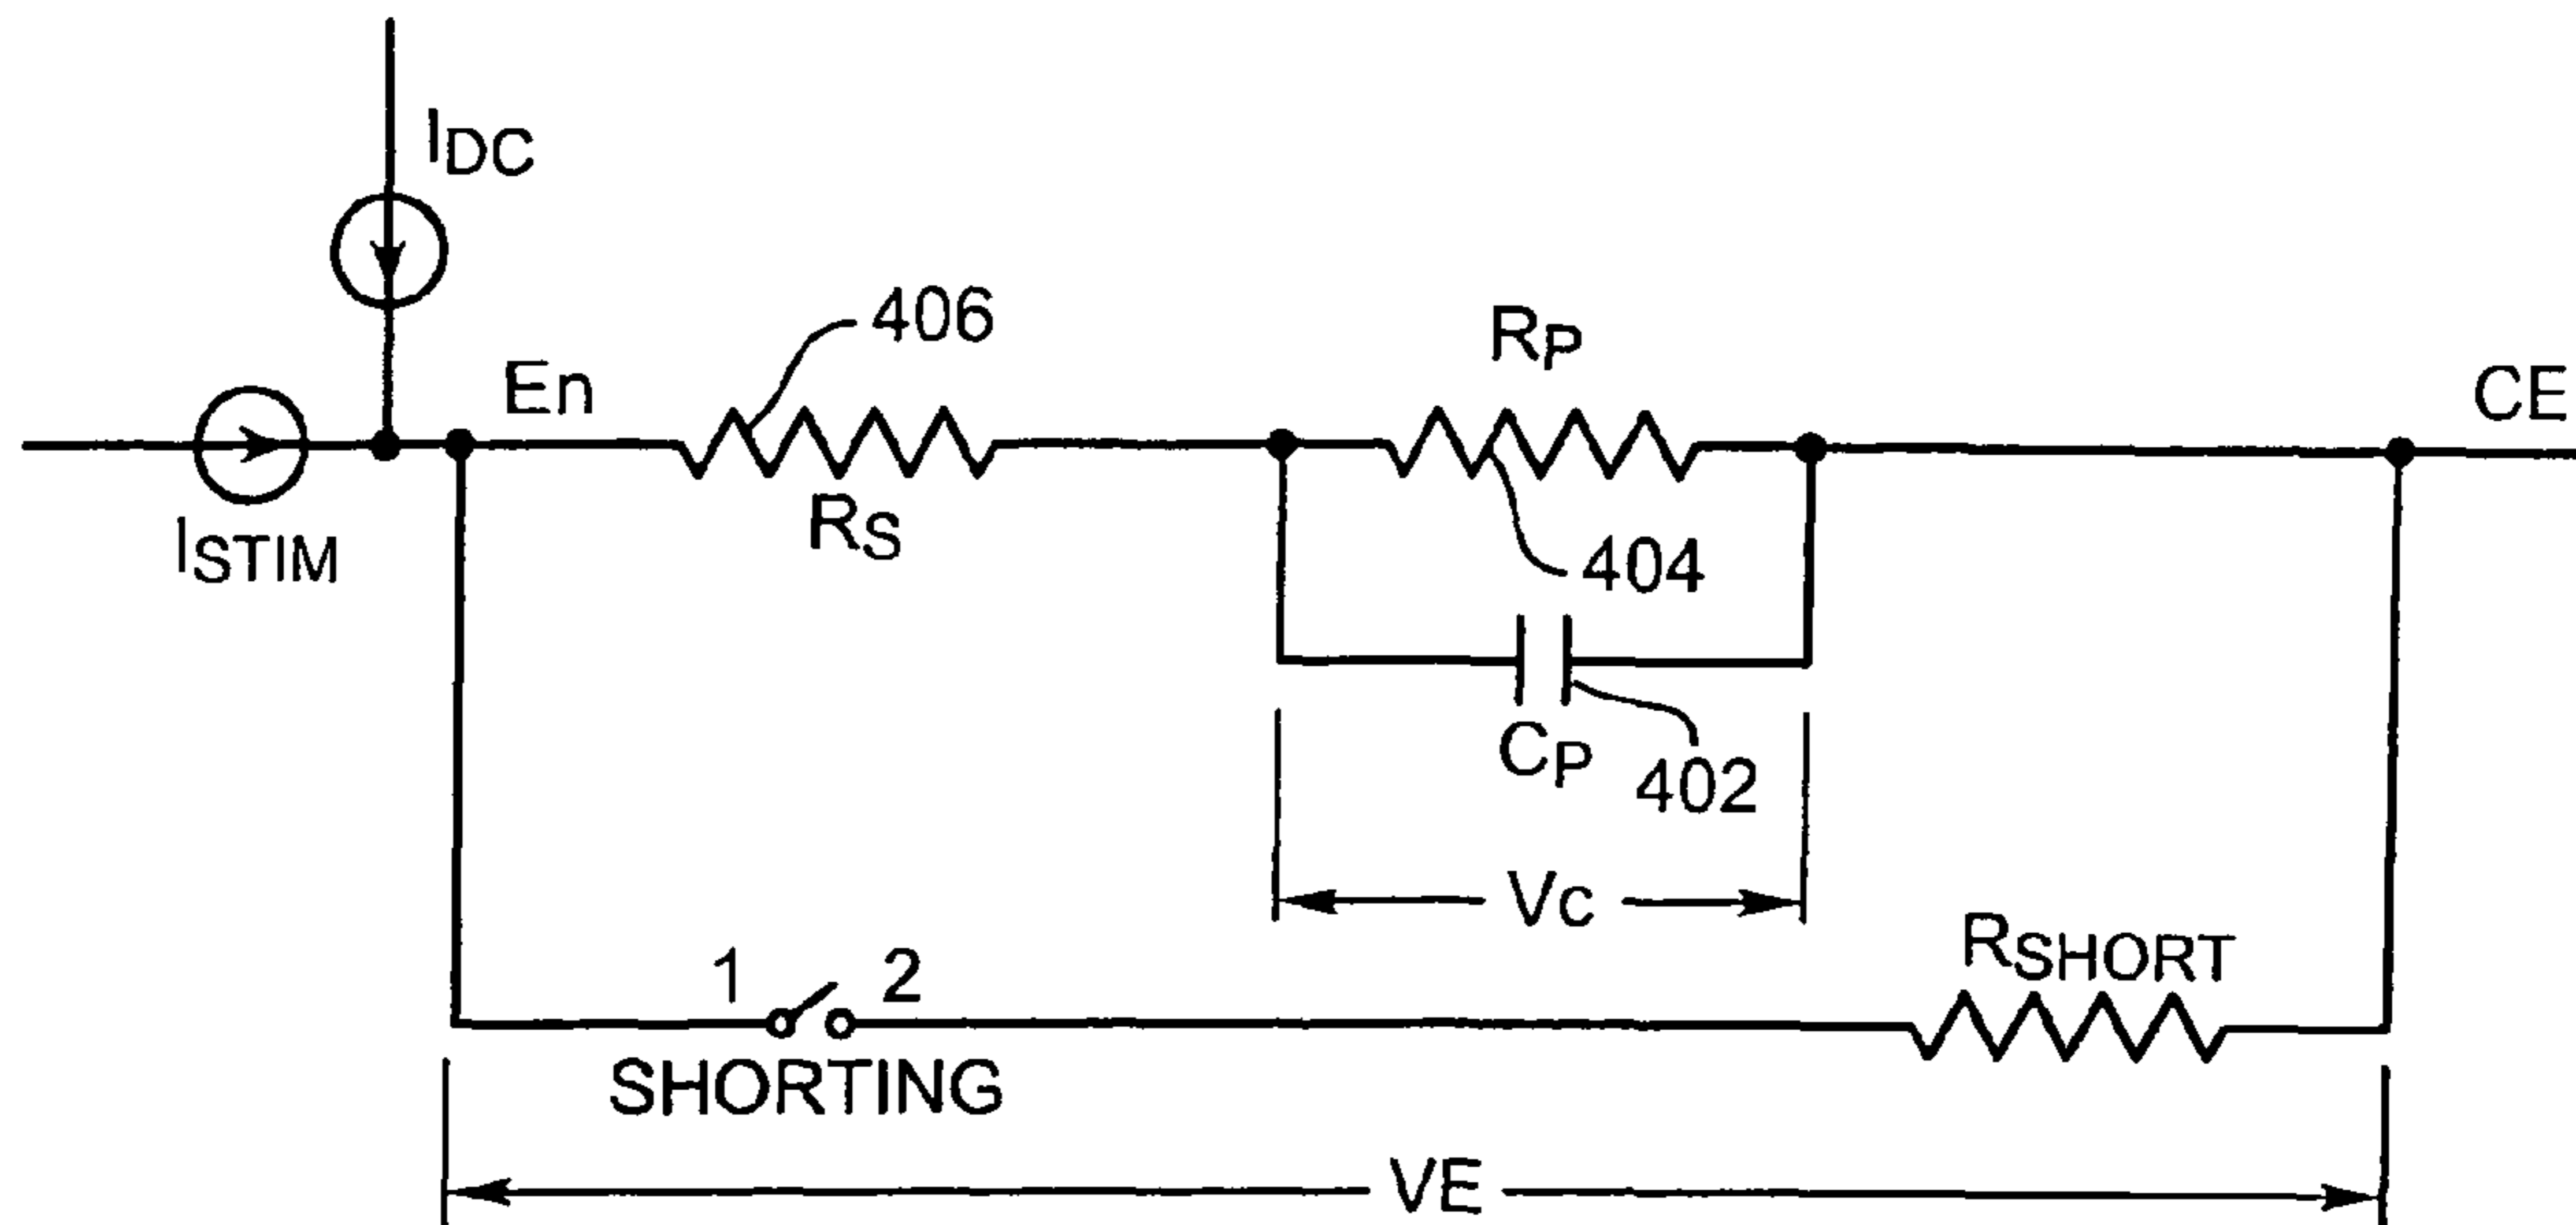 IDC
406
RP
En
CE
RS
ISTIM
404
CP
402
Vc
RSHORT
1 2
SHORTING
VE